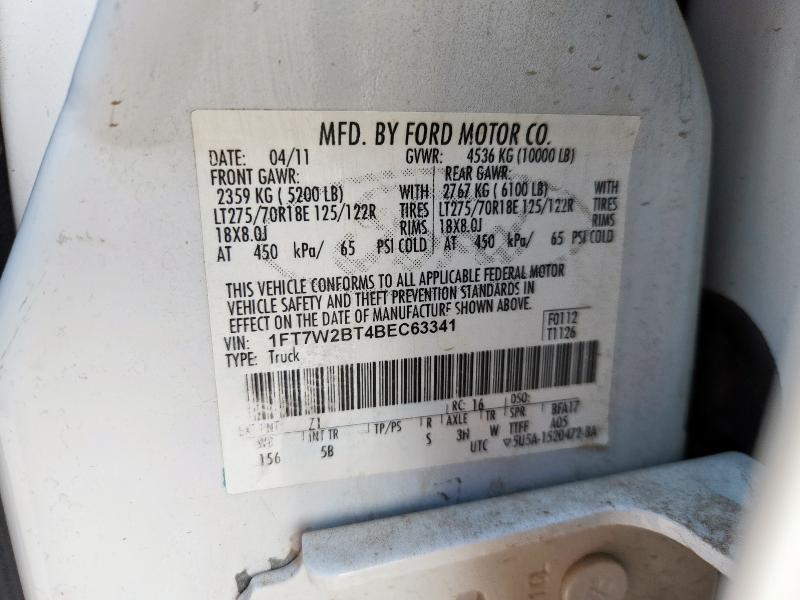 MFD. BY FORD MOTOR CO.
DATE: 04/11 GVWR: 4536 KG (10000 LB)
FRONT GAWR: REAR GAWR:
2359 KG ( 5200 LB) WITH 2767 KG ( 6100 LB) WITH
LT275/70R18E 125/122R TIRES LT275/70R18E 125/122R TIRES
18X8.0J RIMS 18X8.0J RIMS
AT 450 kPa/ 65 PSI COLD AT 450 kPa/ 65 PSI COLD
THIS VEHICLE CONFORMS TO ALL APPLICABLE FEDERAL MOTOR
VEHICLE SAFETY AND THEFT PREVENTION STANDARDS IN
EFFECT ON THE DATE OF MANUFACTURE SHOWN ABOVE.
VIN: 1FT7W2BT4BEC63341 F0112
TYPE: Truck T1126
RC: 16 DSO:
EXT PNT Z1 TP/PS R AXLE TR SPR BFA17
WB INT TR S 3H W TTFF A05
156 5B UTC ▽5U5A-1520472-BA